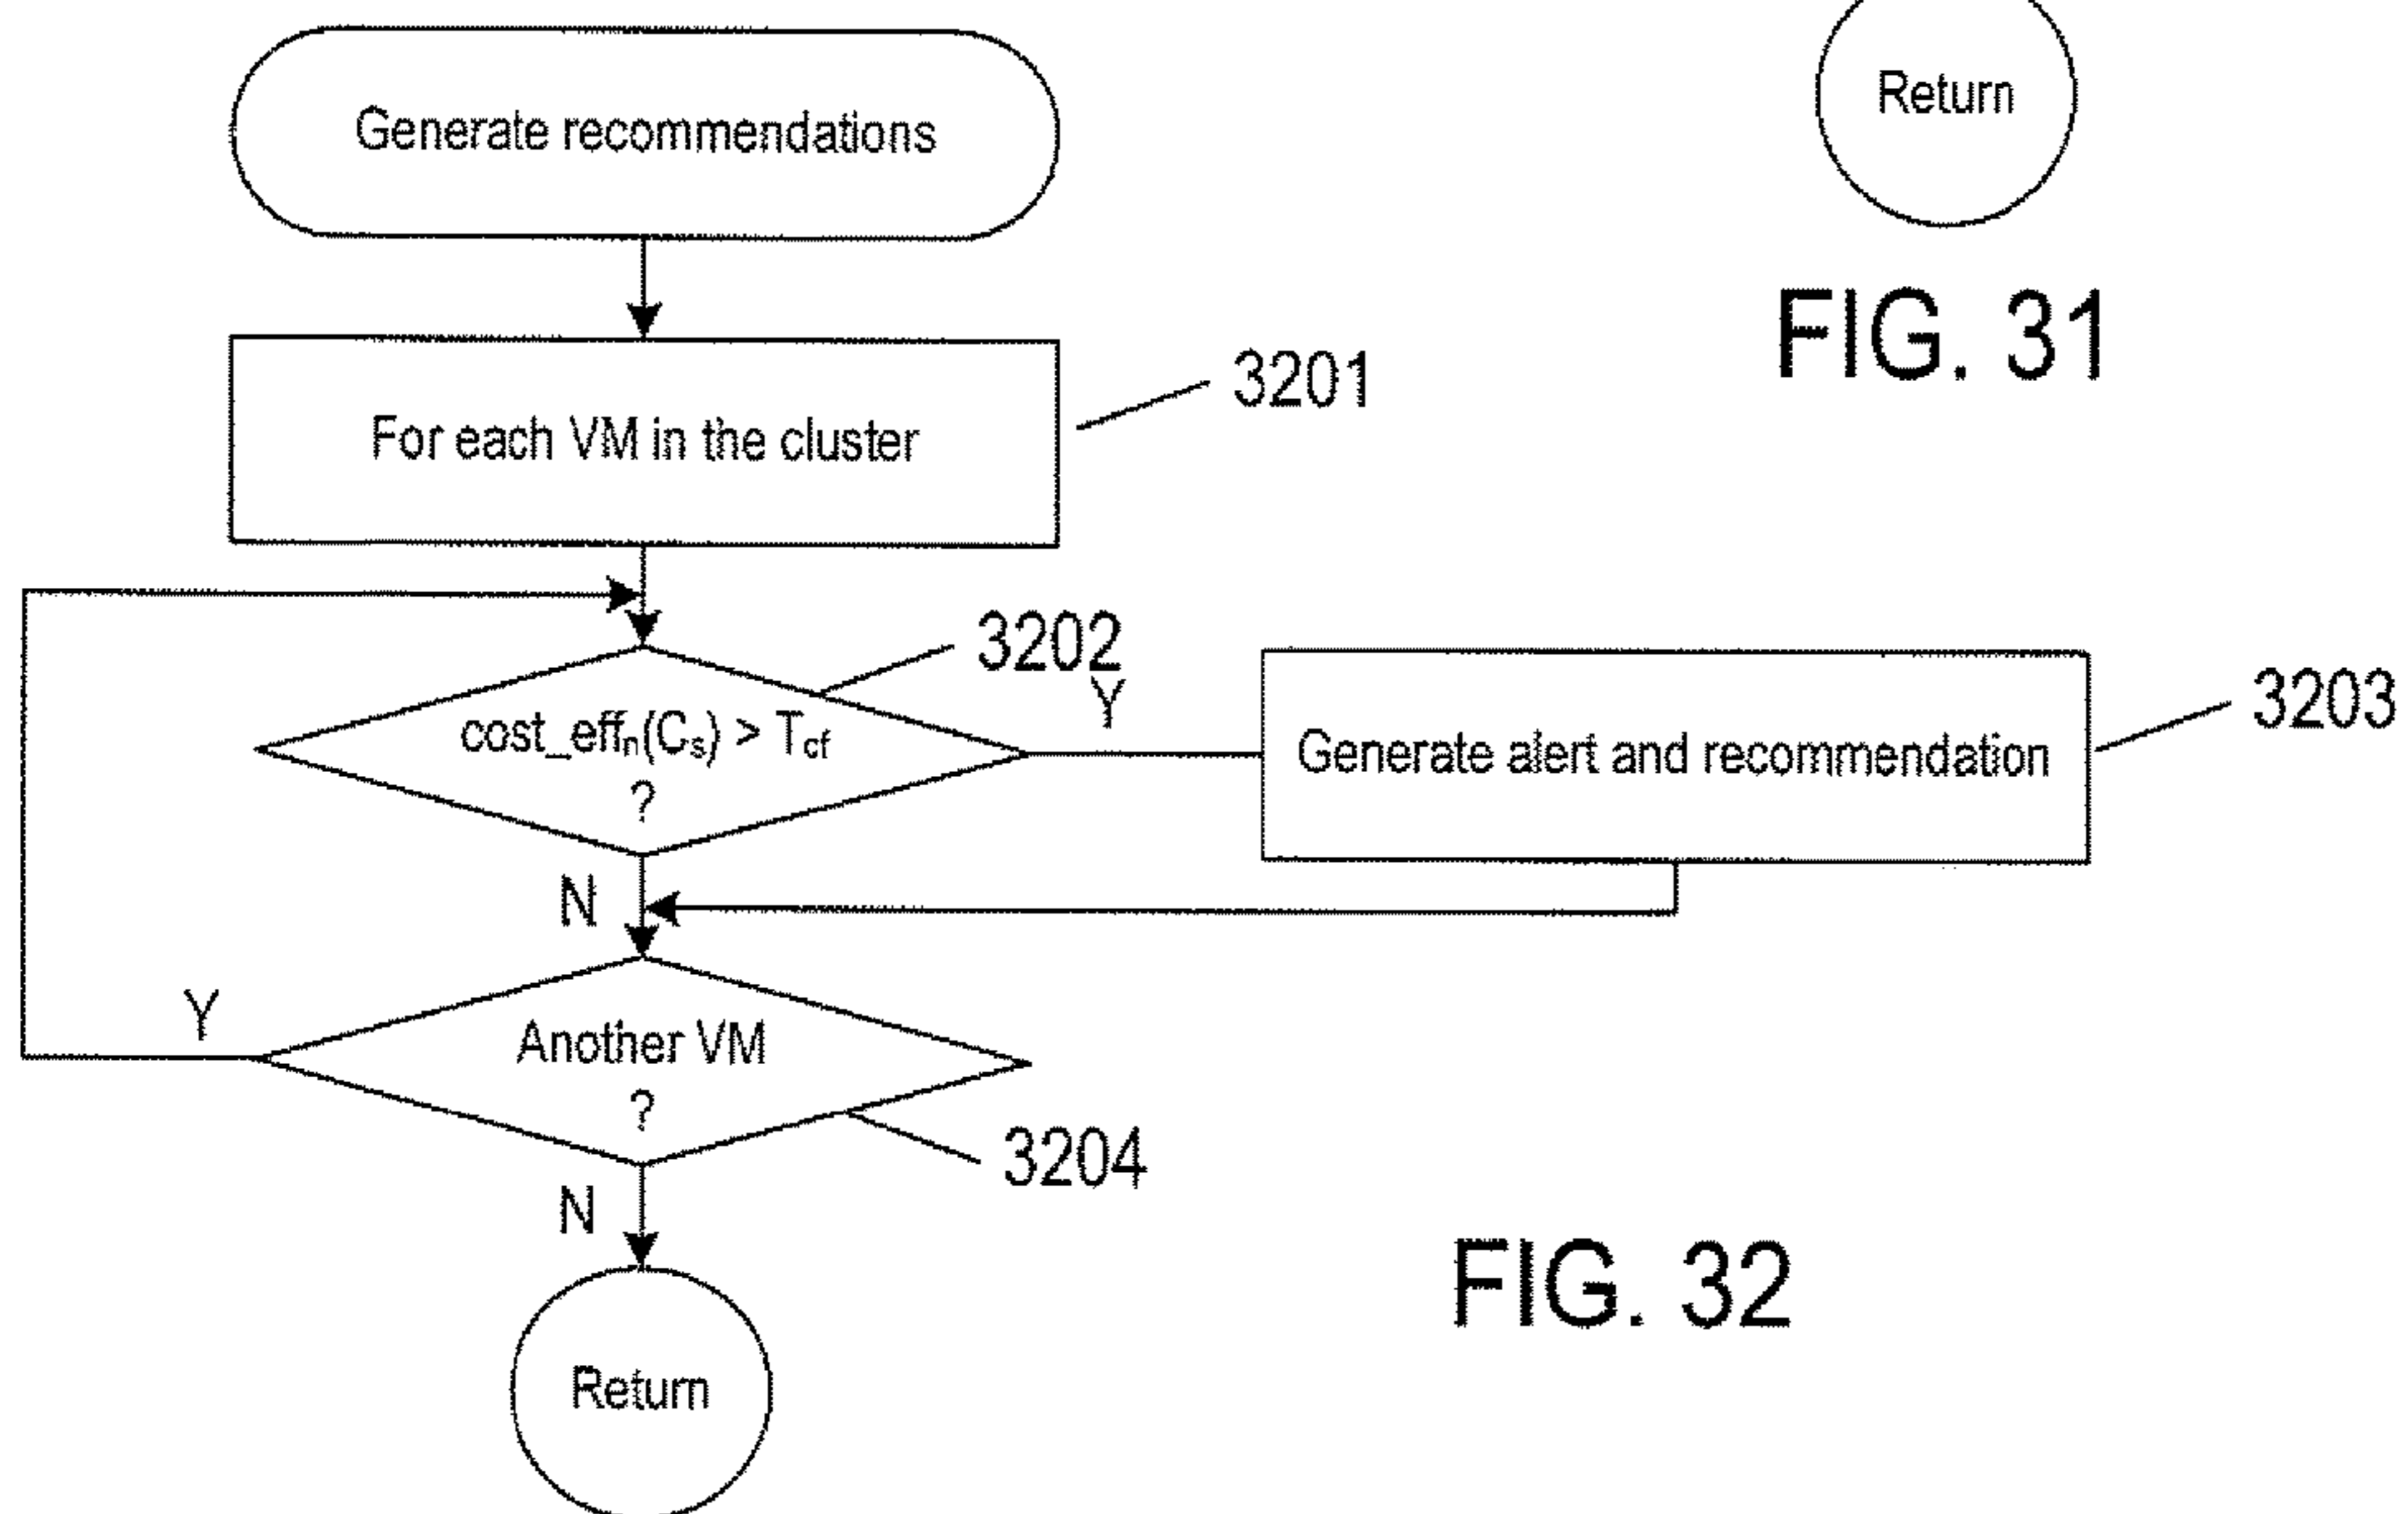 Generate recommendations
Return
FIG. 31
For each VM in the cluster
3201
3202
cost_effₙ(Cₛ) > T_cf
?
Y
Generate alert and recommendation
3203
N
Y
Another VM
?
3204
N
Return
FIG. 32